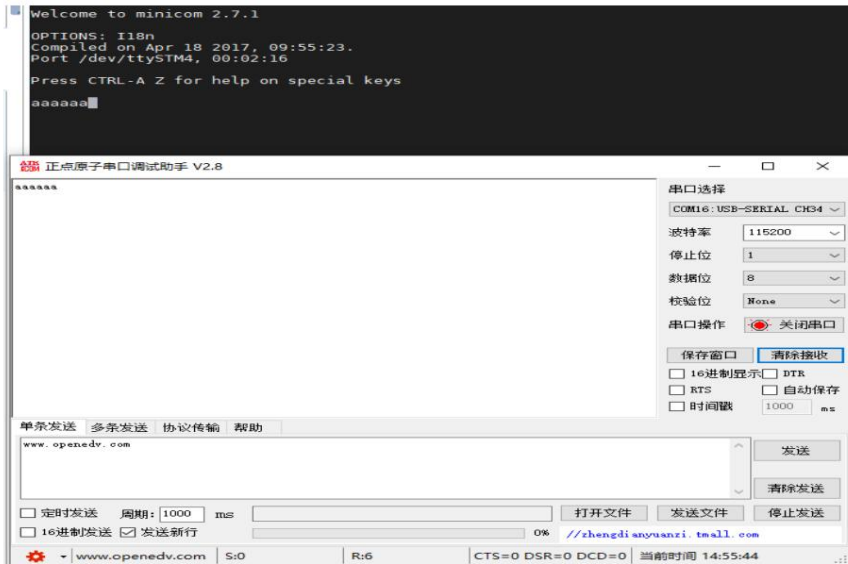 Welcome to minicom 2.7.1
OPTIONS: I18n
Compiled on Apr 18 2017, 09:55:23.
Port /dev/ttySTM4, 00:02:16
Press CTRL-A Z for help on special keys
aaaaaa
ATK COM 正点原子串口调试助手 V2.8
aaaaaa
串口选择
COM16:USB-SERIAL CH34
波特率 115200
停止位 1
数据位 8
校验位 None
串口操作 关闭串口
保存窗口 清除接收
16进制显示 DTR
RTS 自动保存
时间戳 1000 ms
单条发送 多条发送 协议传输 帮助
www.openedv.com
发送
清除发送
定时发送 周期: 1000 ms 打开文件 发送文件 停止发送
16进制发送 发送新行 0% //zhengdianyuanzi.tmall.com
www.openedv.com S:0 R:6 CTS=0 DSR=0 DCD=0 当前时间 14:55:44